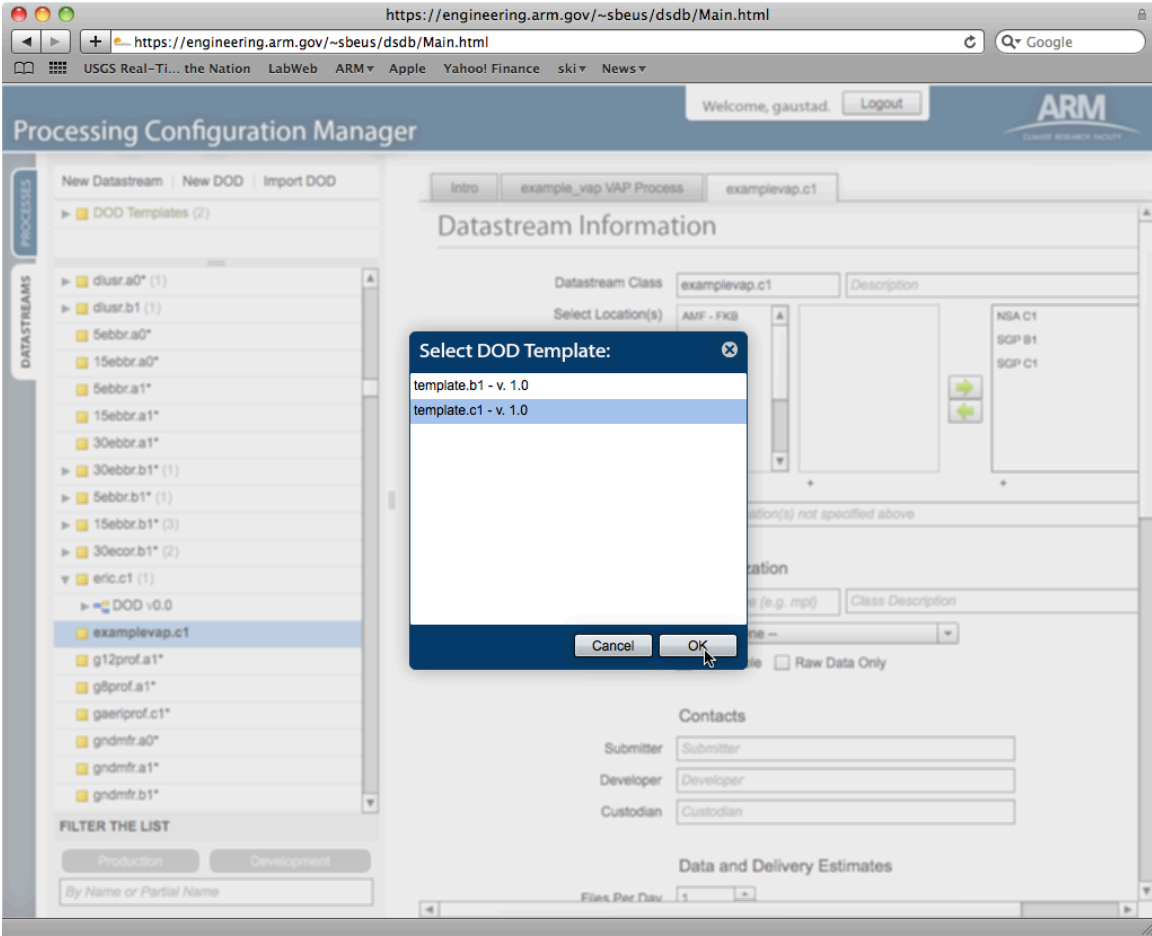 https://engineering.arm.gov/~sbeus/dsdb/Main.html
https://engineering.arm.gov/~sbeus/dsdb/Main.html
Google
USGS Real-Ti... the Nation LabWeb ARM Apple Yahoo! Finance ski News
Welcome, gaustad. Logout
Processing Configuration Manager
ARM
CLIMATE RESEARCH FACILITY
PROCESSES
DATASTREAMS
New Datastream | New DOD | Import DOD
DOD Templates (2)
dlusr.a0* (1)
dlusr.b1 (1)
5ebbr.a0*
15ebbr.a0*
5ebbr.a1*
15ebbr.a1*
30ebbr.a1*
30ebbr.b1* (1)
5ebbr.b1* (1)
15ebbr.b1* (3)
30ecor.b1* (2)
eric.c1 (1)
DOD v0.0
examplevap.c1
g12prof.a1*
g8prof.a1*
gaeriprof.c1*
gndmfr.a0*
gndmfr.a1*
gndmfr.b1*
FILTER THE LIST
Production Development
By Name or Partial Name
Intro example_vap VAP Process examplevap.c1
Datastream Information
Datastream Class examplevap.c1 Description
Select Location(s) AMF - FKB NSA C1
SGP B1
SGP C1
Select DOD Template:
template.b1 - v. 1.0
template.c1 - v. 1.0
Cancel OK
+ +
not specified above
(e.g. mpl) Class Description
Raw Data Only
Contacts
Submitter Submitter
Developer Developer
Custodian Custodian
Data and Delivery Estimates
Files Per Day 1